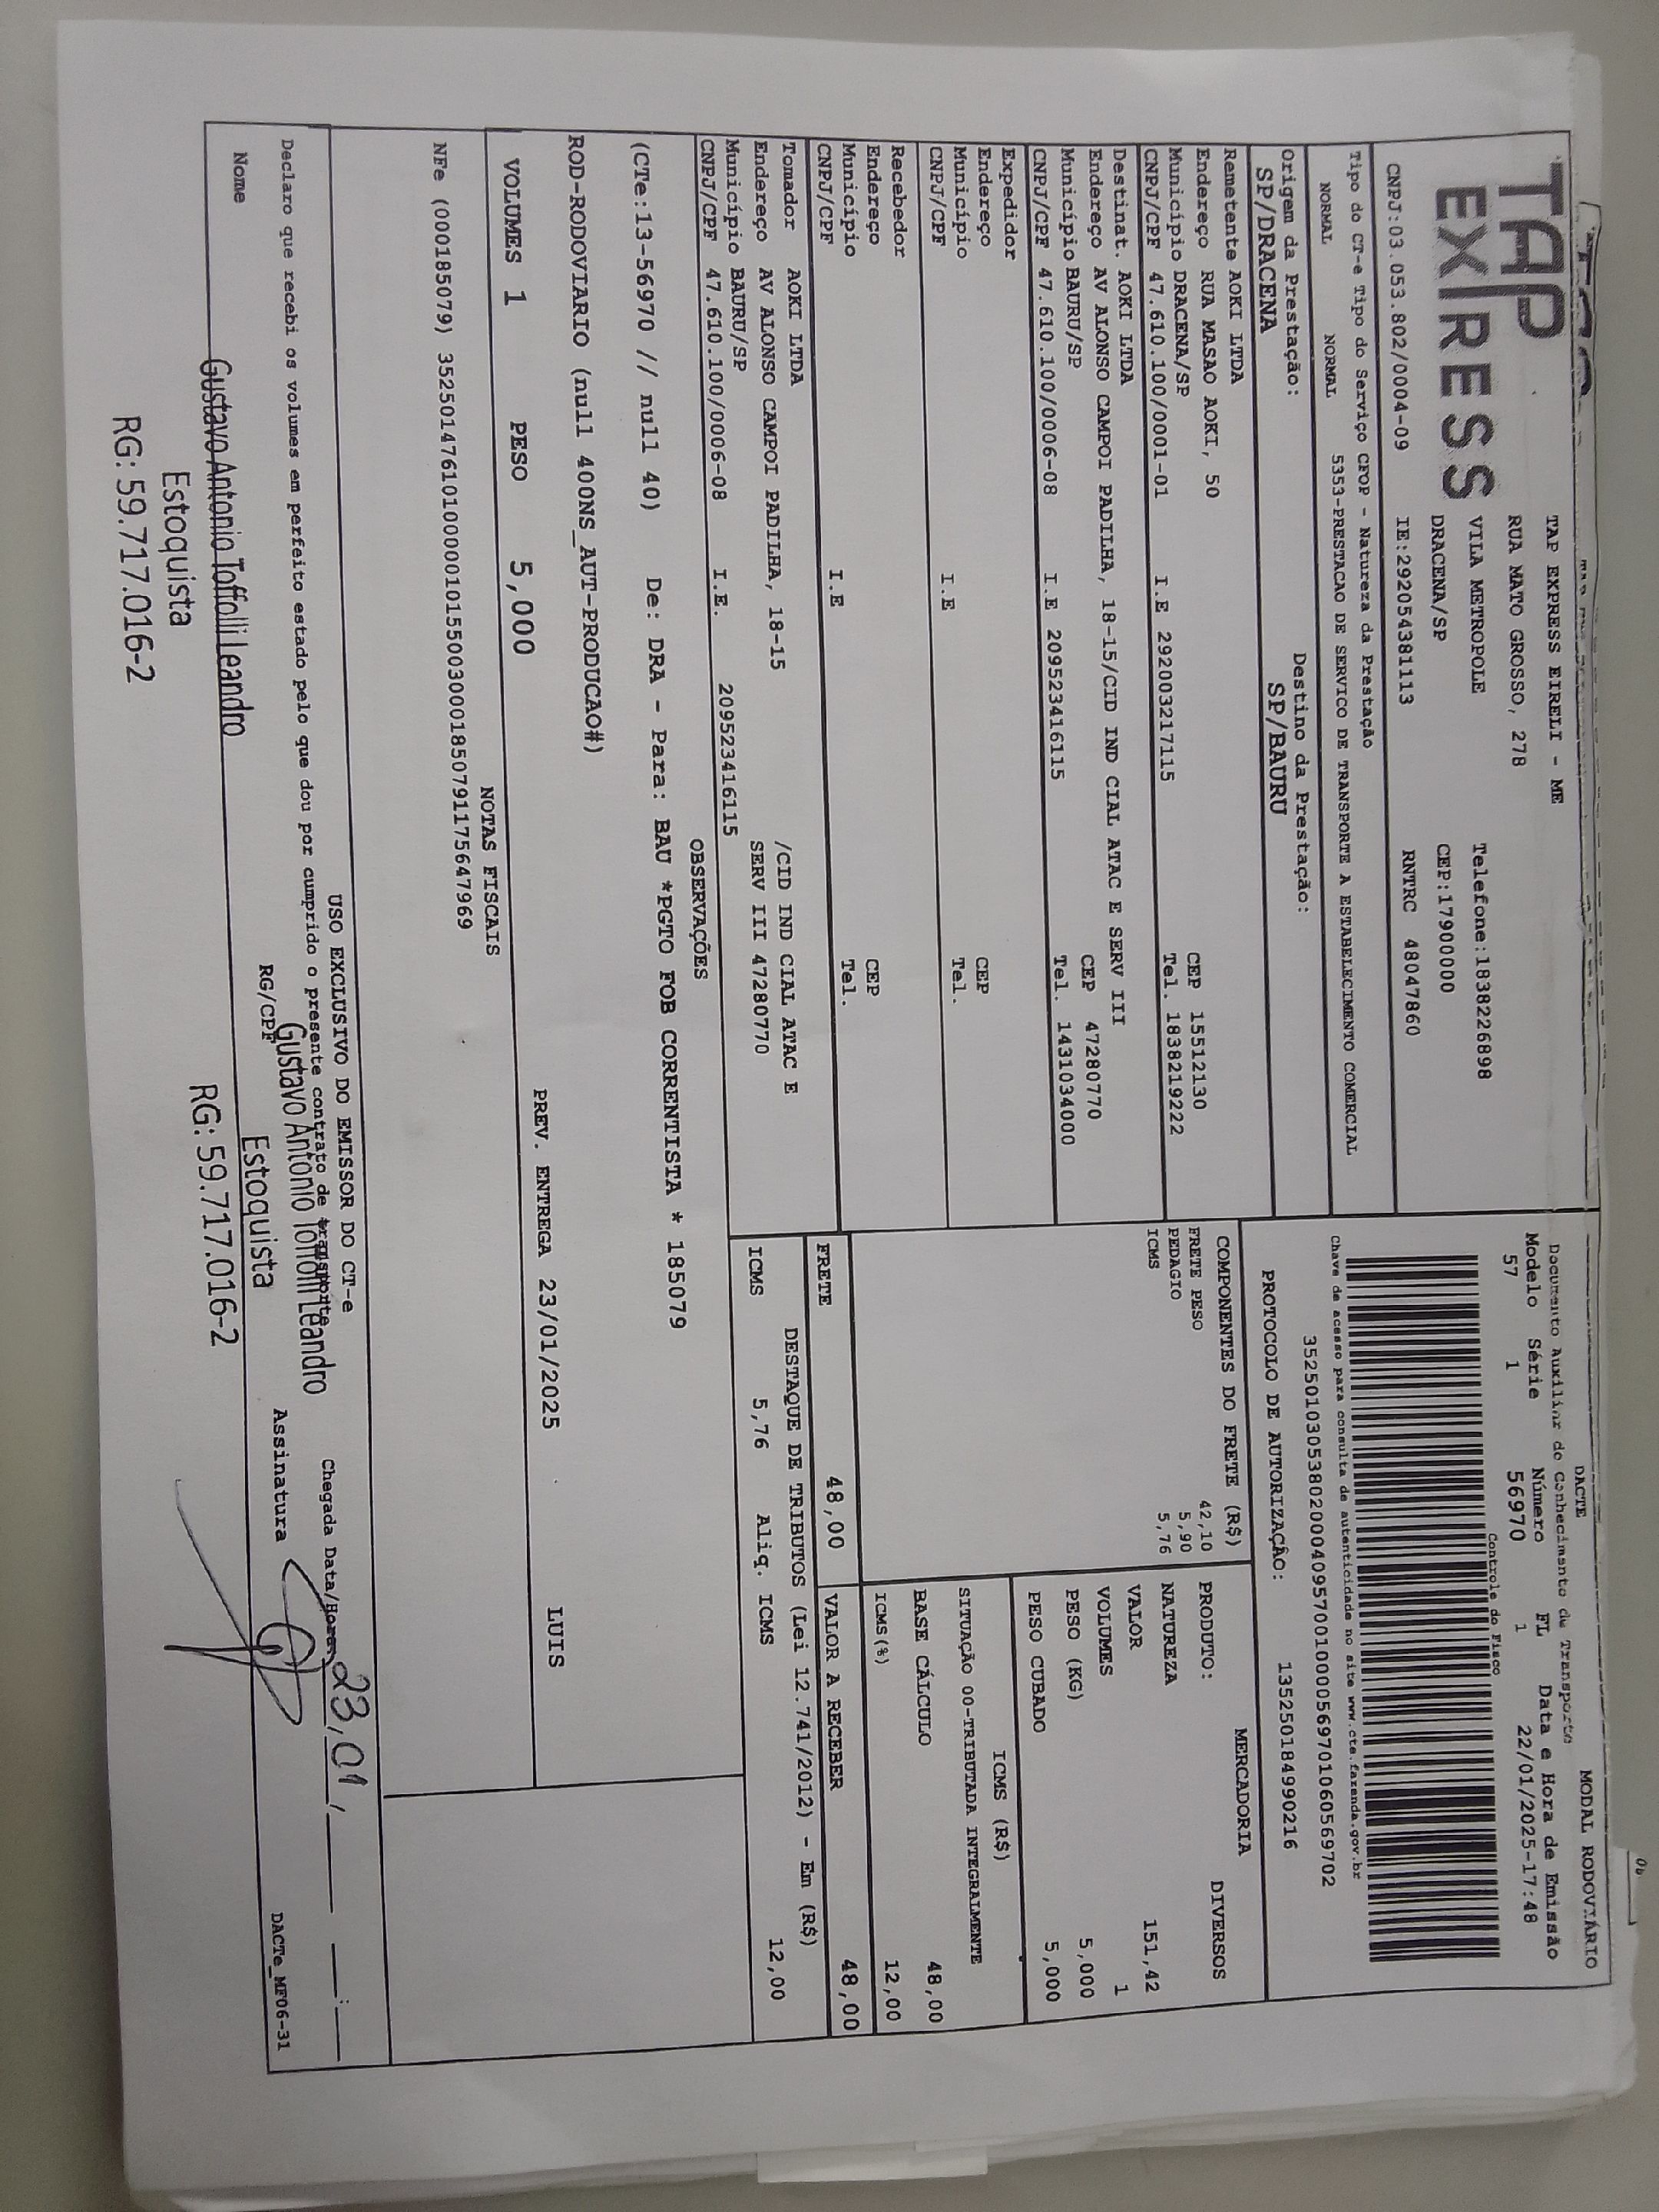 TAP
EXPRESS
TAP EXPRESS EIRELI - ME
RUA MATO GROSSO, 278
VILA METROPOLE Telefone:1838226898
DRACENA/SP CEP:17900000
CNPJ:03.053.802/0004-09 IE:292054381113 RNTRC 48047860
Tipo do CT-e Tipo do Serviço CFOP - Natureza da Prestação
NORMAL NORMAL 5353-PRESTACAO DE SERVICO DE TRANSPORTE A ESTABELECIMENTO COMERCIAL
Origem da Prestação: Destino da Prestação:
SP/DRACENA SP/BAURU
Remetente AOKI LTDA
Endereço RUA MASAO AOKI, 50 CEP 15512130
Município DRACENA/SP Tel. 1838219222
CNPJ/CPF 47.610.100/0001-01 I.E 292003217115
Destinat. AOKI LTDA
Endereço AV ALONSO CAMPOI PADILHA, 18-15/CID IND CIAL ATAC E SERV III
Município BAURU/SP CEP 47280770
CNPJ/CPF 47.610.100/0006-08 I.E 209523416115 Tel. 1431034000
Expedidor
Endereço CEP
Município Tel.
CNPJ/CPF I.E
Recebedor
Endereço CEP
Município Tel.
CNPJ/CPF I.E
Tomador AOKI LTDA
Endereço AV ALONSO CAMPOI PADILHA, 18-15 /CID IND CIAL ATAC E
Município BAURU/SP SERV III 47280770
CNPJ/CPF 47.610.100/0006-08 I.E. 209523416115
DACTE MODAL RODOVIÁRIO
Documento Auxiliar do Conhecimento de Transporte
Modelo Série Número FL Data e Hora de Emissão
57 1 56970 1 22/01/2025-17:48
Controle do Fisco
Chave de acesso para consulta de autenticidade no site www.cte.fazenda.gov.br
35250103053802000409570010000569701060569702
PROTOCOLO DE AUTORIZAÇÃO: 135250184990216
COMPONENTES DO FRETE (R$)
FRETE PESO 42,10
PEDAGIO 5,90
ICMS 5,76
MERCADORIA
PRODUTO: DIVERSOS
NATUREZA
VALOR 151,42
VOLUMES 1
PESO (KG) 5,000
PESO CUBADO 5,000
ICMS (R$)
SITUAÇÃO 00-TRIBUTADA INTEGRALMENTE
BASE CÁLCULO 48,00
ICMS(%) 12,00
FRETE 48,00 VALOR A RECEBER 48,00
DESTAQUE DE TRIBUTOS (Lei 12.741/2012) - Em (R$)
ICMS 5,76 Aliq. ICMS 12,00
OBSERVAÇÕES
(CTe:13-56970 // null 40) De: DRA - Para: BAU *PGTO FOB CORRENTISTA * 185079
ROD-RODOVIARIO (null 400NS_AUT-PRODUCAO#)
VOLUMES 1 PESO 5,000 PREV. ENTREGA 23/01/2025 LUIS
NOTAS FISCAIS
NFe (000185079) 35250147610100000101550030001850791175647969
USO EXCLUSIVO DO EMISSOR DO CT-e
Declaro que recebi os volumes em perfeito estado pelo que dou por cumprido o presente contrato de transporte Chegada Data/Hora 23/01/
Nome RG/CPF Assinatura DACTe_MF06-31
Gustavo Antonio Toffolli Leandro
Estoquista
RG: 59.717.016-2
Gustavo Antonio Toffolli Leandro
Estoquista
RG: 59.717.016-2